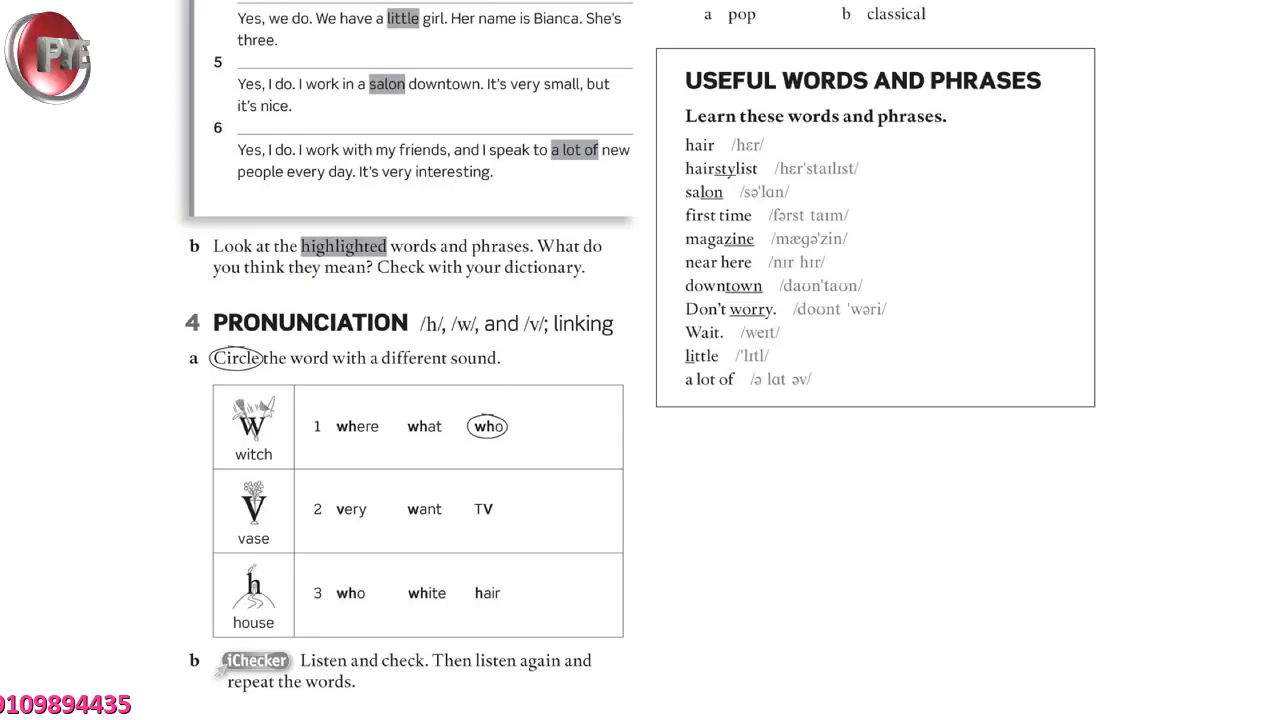 PYE
Yes, we do. We have a little girl. Her name is Bianca. She's
three.
5
Yes, I do. I work in a salon downtown. It's very small, but
it's nice.
6
Yes, I do. I work with my friends, and I speak to a lot of new
people every day. It's very interesting.
b Look at the highlighted words and phrases. What do
you think they mean? Check with your dictionary.
4 PRONUNCIATION /h/, /w/, and /v/; linking
a Circle the word with a different sound.
w
witch
1 where what who
v
vase
2 very want TV
h
house
3 who white hair
b iChecker Listen and check. Then listen again and
repeat the words.
a pop b classical
USEFUL WORDS AND PHRASES
Learn these words and phrases.
hair /hɛr/
hairstylist /hɛrˈstaɪlɪst/
salon /səˈlɑn/
first time /fərst taɪm/
magazine /mæɡəˈzin/
near here /nɪr hɪr/
downtown /daʊnˈtaʊn/
Don't worry. /doʊnt ˈwəri/
Wait. /weɪt/
little /ˈlɪtl/
a lot of /ə lɑt əv/
9109894435